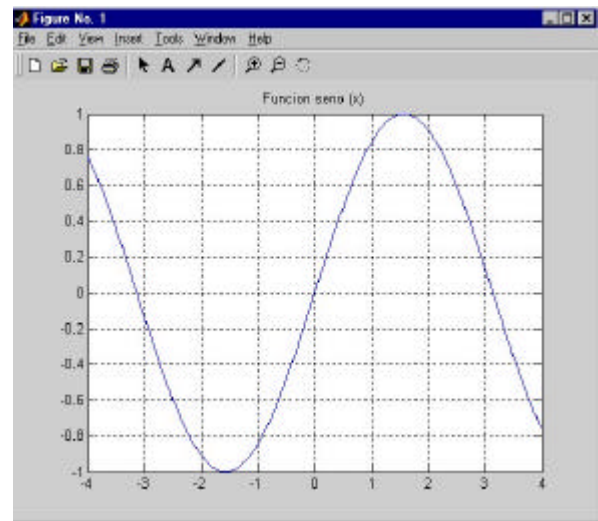 Figure No. 1
File Edit View Insert Tools Window Help
A
Funcion seno (x)
1
0.8
0.6
0.4
0.2
0
-0.2
-0.4
-0.6
-0.8
-1
-4 -3 -2 -1 0 1 2 3 4